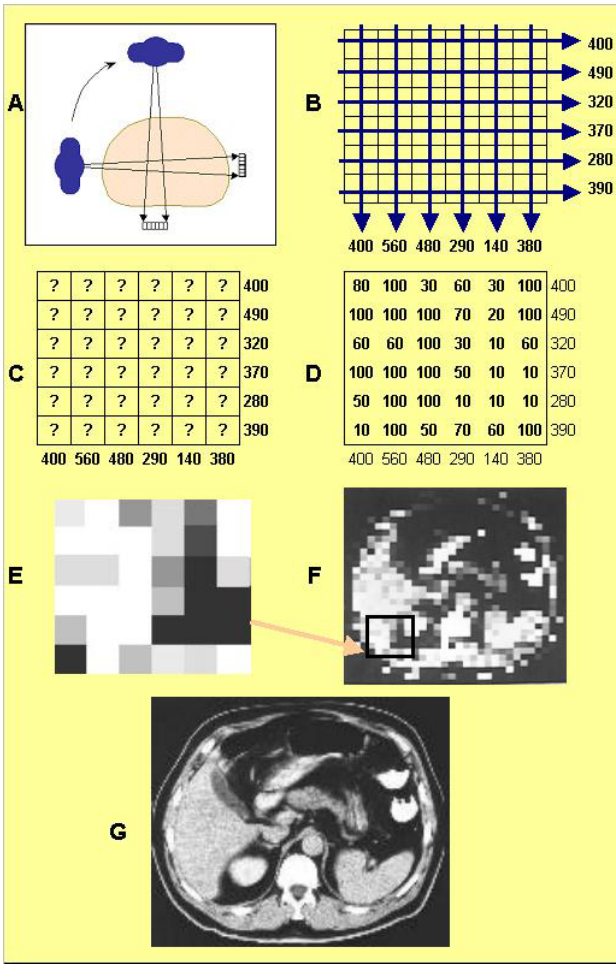 A
B
400
490
320
370
280
390
400 560 480 290 140 380
C
? ? ? ? ? ? 400
? ? ? ? ? ? 490
? ? ? ? ? ? 320
? ? ? ? ? ? 370
? ? ? ? ? ? 280
? ? ? ? ? ? 390
400 560 480 290 140 380
D
80 100 30 60 30 100 400
100 100 100 70 20 100 490
60 60 100 30 10 60 320
100 100 100 50 10 10 370
50 100 100 10 10 10 280
10 100 50 70 60 100 390
400 560 480 290 140 380
E
F
G